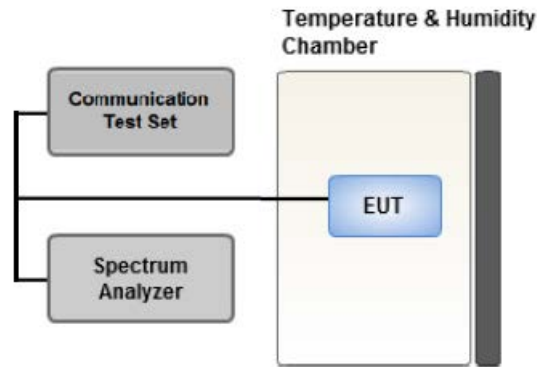 Temperature & Humidity
Chamber
Communication
Test Set
EUT
Spectrum
Analyzer